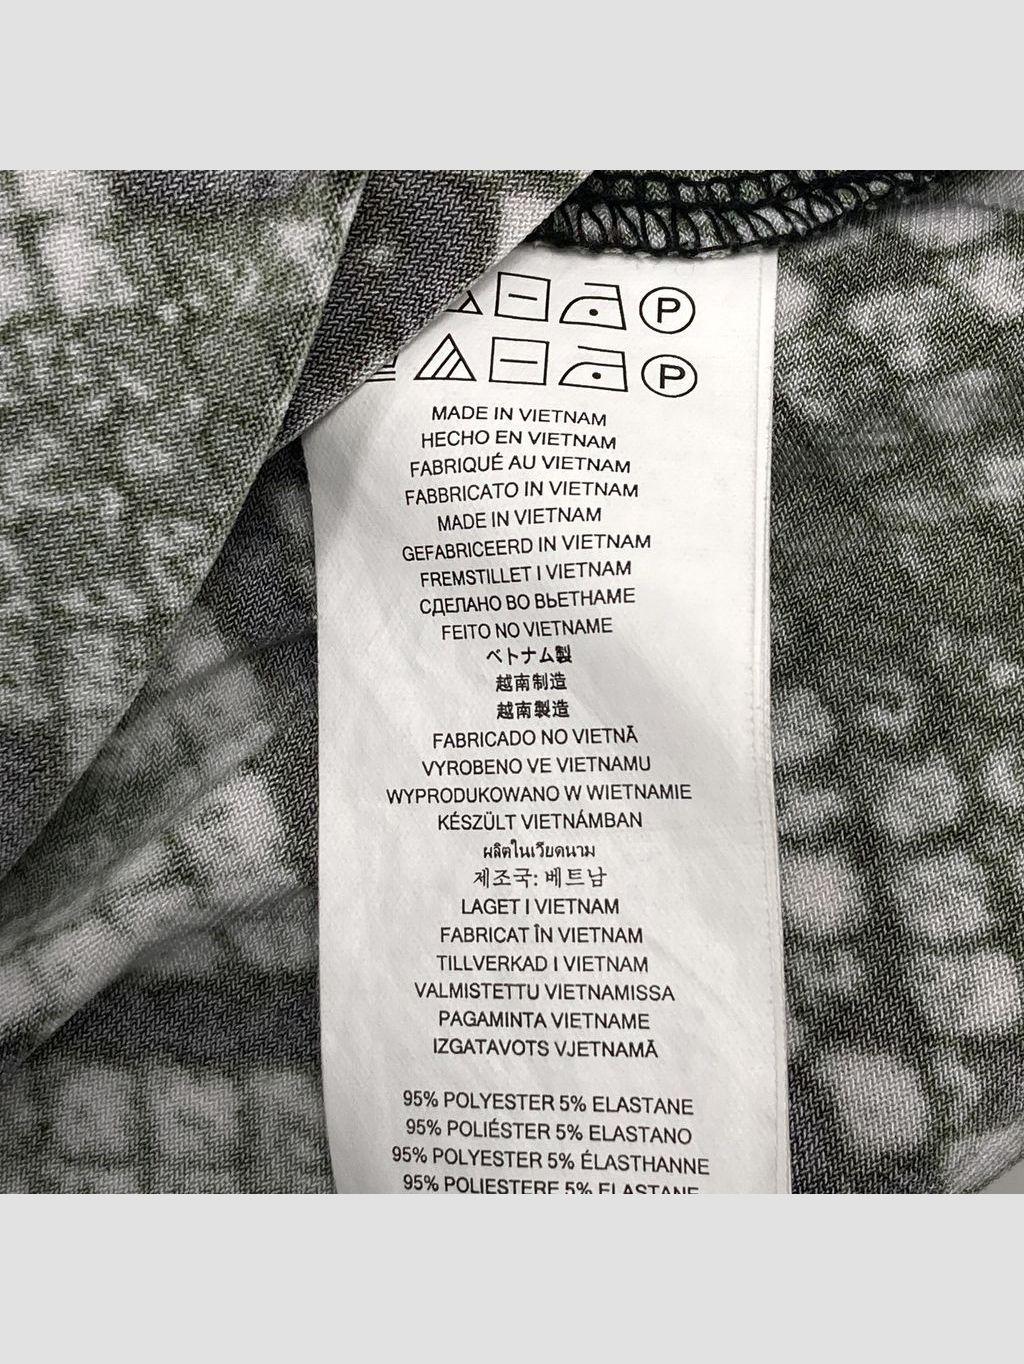 P
P
MADE IN VIETNAM
HECHO EN VIETNAM
FABRIQUÉ AU VIETNAM
FABBRICATO IN VIETNAM
MADE IN VIETNAM
GEFABRICEERD IN VIETNAM
FREMSTILLET I VIETNAM
СДЕЛАНО ВО ВЬЕТНАМЕ
FEITO NO VIETNAME
ベトナム製
越南制造
越南製造
FABRICADO NO VIETNÃ
VYROBENO VE VIETNAMU
WYPRODUKOWANO W WIETNAMIE
KÉSZÜLT VIETNÁMBAN
ผลิตในเวียดนาม
제조국: 베트남
LAGET I VIETNAM
FABRICAT ÎN VIETNAM
TILLVERKAD I VIETNAM
VALMISTETTU VIETNAMISSA
PAGAMINTA VIETNAME
IZGATAVOTS VJETNAMĀ
95% POLYESTER 5% ELASTANE
95% POLIÉSTER 5% ELASTANO
95% POLYESTER 5% ÉLASTHANNE
95% POLIESTERE 5% ELASTANE